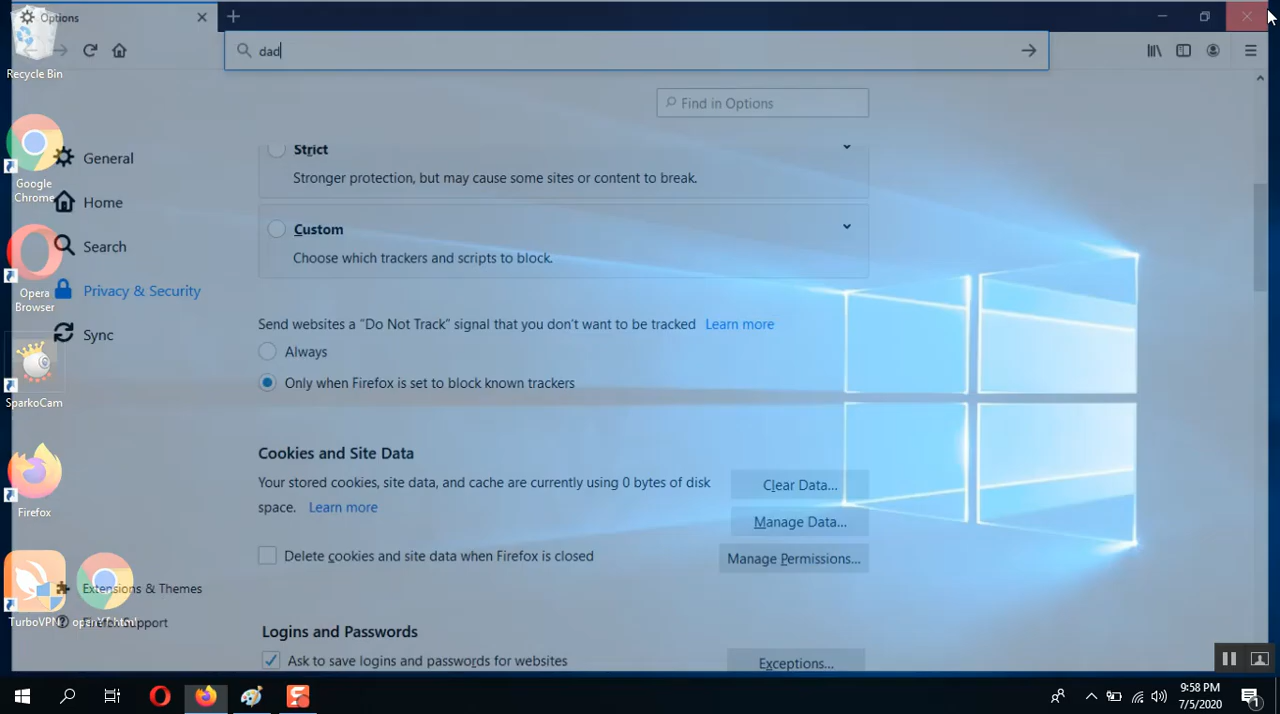 Options
dad
Recycle Bin
Find in Options
Strict
Stronger protection, but may cause some sites or content to break.
General
Google
Chrome
Home
Custom
Choose which trackers and scripts to block.
Search
Opera
Browser
Privacy & Security
Send websites a “Do Not Track” signal that you don’t want to be tracked Learn more
Sync
Always
Only when Firefox is set to block known trackers
SparkoCam
Cookies and Site Data
Your stored cookies, site data, and cache are currently using 0 bytes of disk
space. Learn more
Clear Data...
Manage Data...
Firefox
Delete cookies and site data when Firefox is closed
Manage Permissions...
Extensions & Themes
TurboVPN
Firefox Support
Logins and Passwords
Ask to save logins and passwords for websites
Exceptions...
9:58 PM
7/5/2020
1